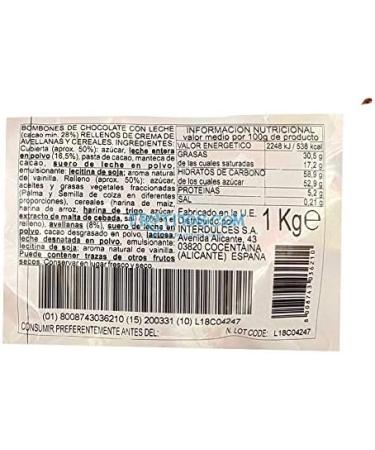 BOMBONES DE CHOCOLATE CON LECHE
(cacao min. 28%) RELLENOS DE CREMA DE
AVELLANAS Y CEREALES. INGREDIENTES:
Cubierta (aprox. 50%): azúcar, leche entera
en polvo (16,5%), pasta de cacao, manteca de
cacao, suero de leche en polvo,
emulsionante: lecitina de soja; aroma natural
de vainilla. Relleno (aprox. 50%): azúcar,
aceites y grasas vegetales fraccionadas
(Palma y Semilla de colza en diferentes
proporciones), cereales (harina de maíz,
harina de arroz, harina de trigo, azúcar,
extracto de malta de cebada,
avellanas (8%), suero de leche en
polvo, cacao desgrasado en polvo, lactosa,
leche desnatada en polvo, emulsionante:
lecitina de soja; aroma natural de vainilla.
Puede contener trazas de otros frutos
secos. Conservar en lugar fresco y seco.
INFORMACION NUTRICIONAL
valor medio por 100g de producto
VALOR ENERGETICO 2248 kJ / 538 kcal
GRASAS 30,6 g
de las cuales saturadas 17,2 g
HIDRATOS DE CARBONO 58,9 g
de los cuales azúcar 52,9 g
PROTEINAS 5,2 g
SAL 0,21 g
Fabricado en la U.E.
INTERDULCES S.A.
Avenida Alicante, 43
03820 COCENTAINA
(ALICANTE) ESPAÑA
1 Kg e
8008743036210
(01) 8008743036210 (15) 200331 (10) L18C04247
CONSUMIR PREFERENTEMENTE ANTES DEL:
N. LOT CODE: L18C04247